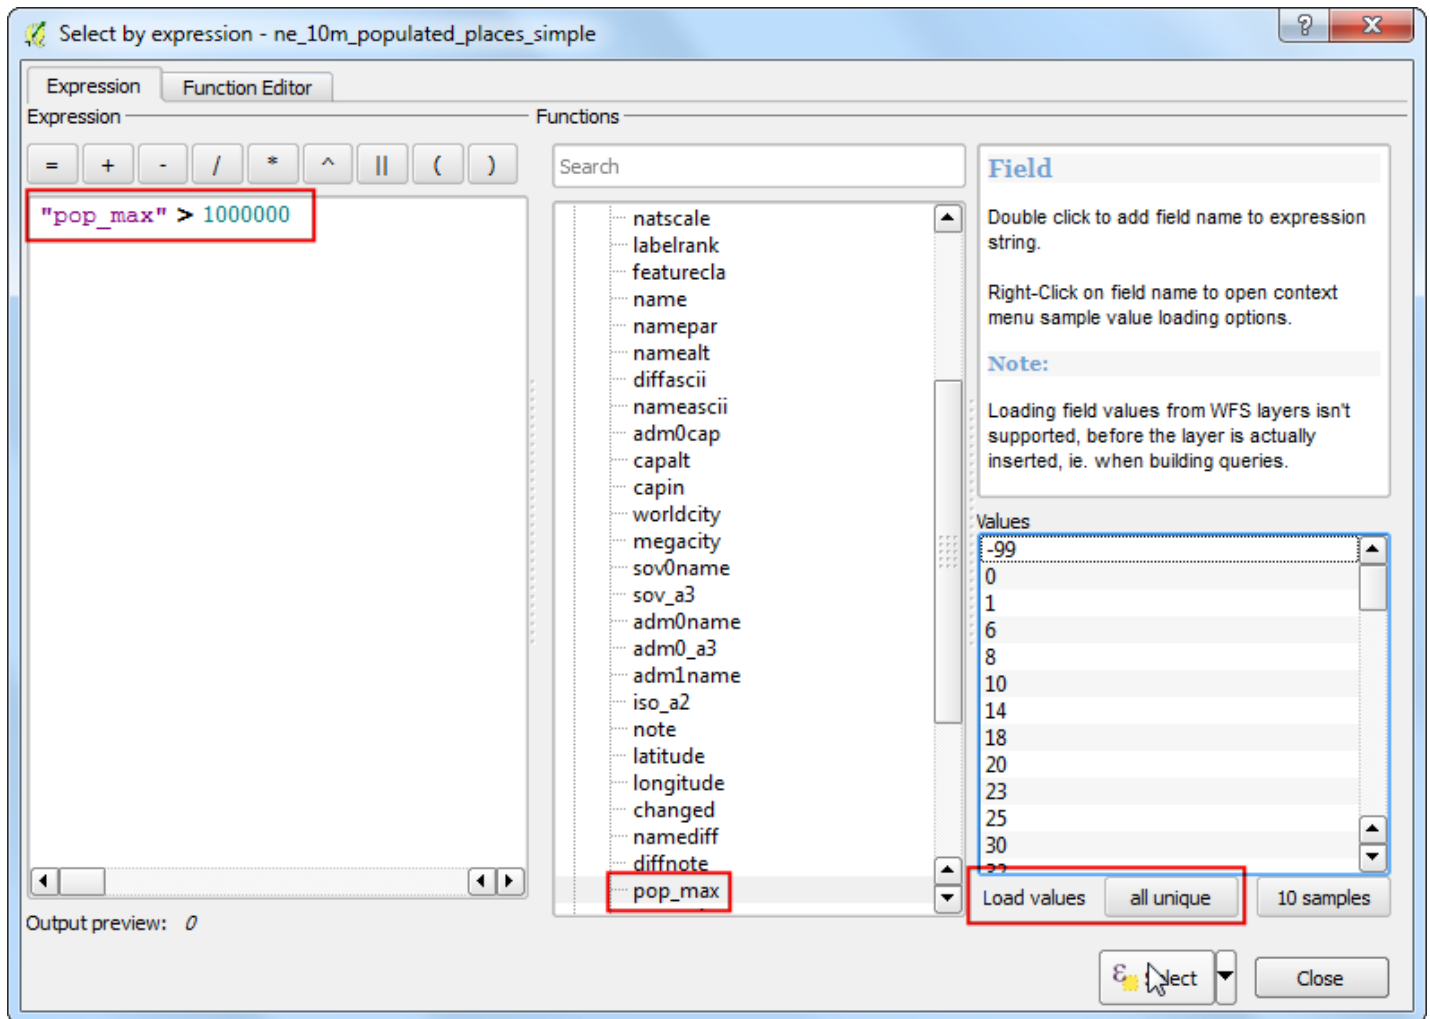 Select by expression - ne_10m_populated_places_simple
?
X
Expression
Function Editor
Expression
Functions
= + - / * ^ || ( )
"pop_max" > 1000000
Output preview: 0
Search
natscale
labelrank
featurecla
name
namepar
namealt
diffascii
nameascii
adm0cap
capalt
capin
worldcity
megacity
sov0name
sov_a3
adm0name
adm0_a3
adm1name
iso_a2
note
latitude
longitude
changed
namediff
diffnote
pop_max
Field
Double click to add field name to expression
string.
Right-Click on field name to open context
menu sample value loading options.
Note:
Loading field values from WFS layers isn't
supported, before the layer is actually
inserted, ie. when building queries.
Values
-99
0
1
6
8
10
14
18
20
23
25
30
Load values
all unique
10 samples
Close